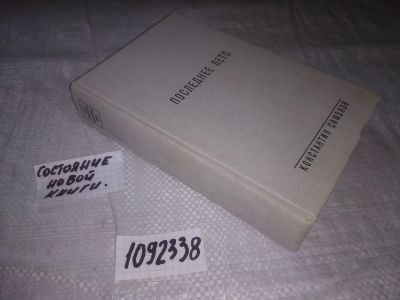 ПОСЛЕДНЕЕ ЛЕТО
КОНСТАНТИН СИМОНОВ
СОСТОЯНИЕ
НОВОЙ
КНИГИ.
1092338